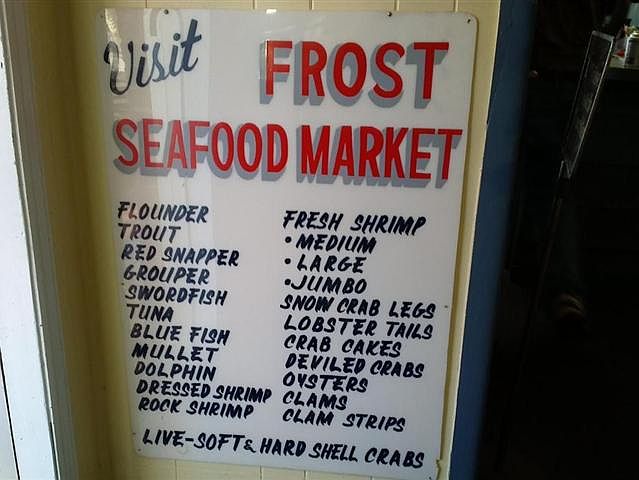 Visit FROST
SEAFOOD MARKET
FLOUNDER
TROUT
RED SNAPPER
GROUPER
SWORDFISH
TUNA
BLUE FISH
MULLET
DOLPHIN
DRESSED SHRIMP
ROCK SHRIMP
FRESH SHRIMP
• MEDIUM
• LARGE
• JUMBO
SNOW CRAB LEGS
LOBSTER TAILS
CRAB CAKES
DEVILED CRABS
OYSTERS
CLAMS
CLAM STRIPS
LIVE-SOFT & HARD SHELL CRABS